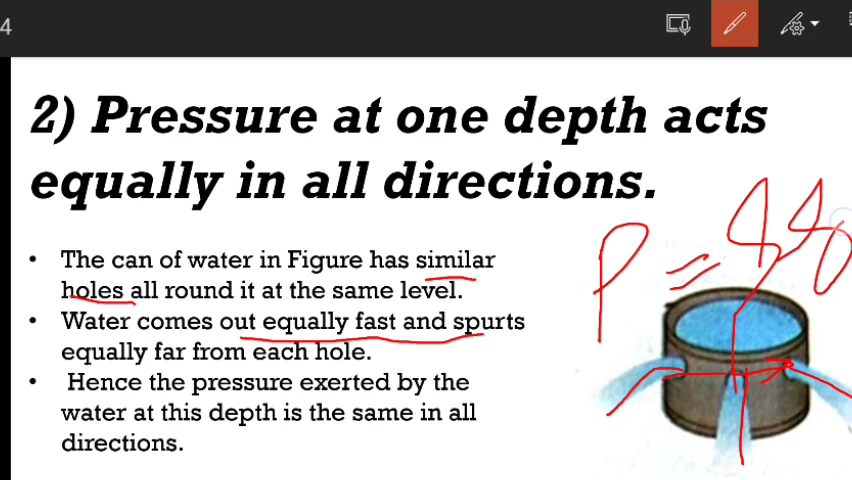 4
2) Pressure at one depth acts
equally in all directions.
• The can of water in Figure has similar
holes all round it at the same level.
• Water comes out equally fast and spurts
equally far from each hole.
• Hence the pressure exerted by the
water at this depth is the same in all
directions.
P =